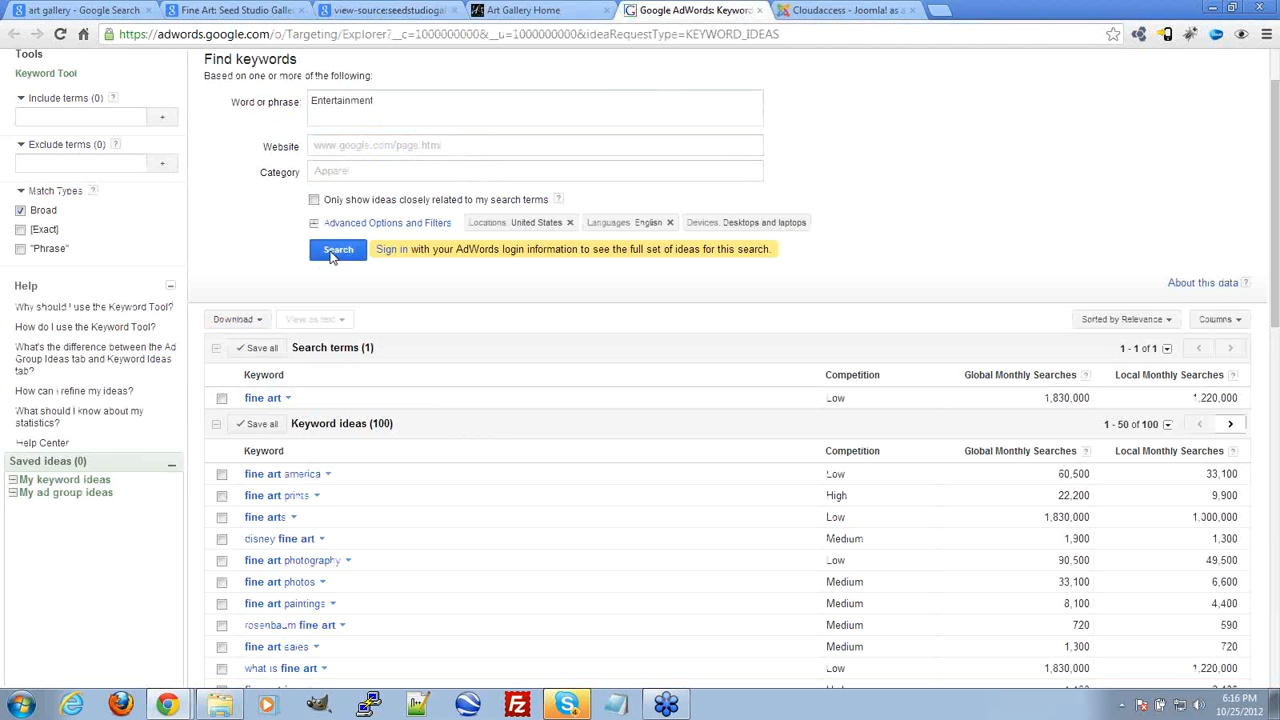 art gallery - Google Search
Fine Art: Seed Studio Galle
view-source:seedstudiogal
Art Gallery Home
Google AdWords: Keyword
Cloudaccess - Joomla! as a
https://adwords.google.com/o/Targeting/Explorer?__c=1000000000&__u=1000000000&ideaRequestType=KEYWORD_IDEAS
Tools
Keyword Tool
Include terms (0) ?
+
Exclude terms (0) ?
+
Match Types ?
Broad
[Exact]
"Phrase"
Help
Why should I use the Keyword Tool?
How do I use the Keyword Tool?
What's the difference between the Ad
Group Ideas tab and Keyword Ideas
tab?
How can I refine my ideas?
What should I know about my
statistics?
Help Center
Saved ideas (0)
My keyword ideas
My ad group ideas
Find keywords
Based on one or more of the following:
Word or phrase: Entertainment
Website www.google.com/page.html
Category Apparel
Only show ideas closely related to my search terms ?
Advanced Options and Filters Locations: United States Languages: English Devices: Desktops and laptops
Search Sign in with your AdWords login information to see the full set of ideas for this search.
About this data ?
Download View as text Sorted by Relevance Columns
Save all Search terms (1) 1 - 1 of 1
Keyword Competition Global Monthly Searches ? Local Monthly Searches ?
fine art Low 1,830,000 1,220,000
Save all Keyword ideas (100) 1 - 50 of 100
Keyword Competition Global Monthly Searches ? Local Monthly Searches ?
fine art america Low 60,500 33,100
fine art prints High 22,200 9,900
fine arts Low 1,830,000 1,000,000
disney fine art Medium 1,900 1,300
fine art photography Low 90,500 49,500
fine art photos Medium 33,100 6,600
fine art paintings Medium 8,100 4,400
rosenbaum fine art Medium 720 590
fine art sales Medium 1,300 720
what is fine art Low 1,830,000 1,220,000
6:16 PM
10/25/2012